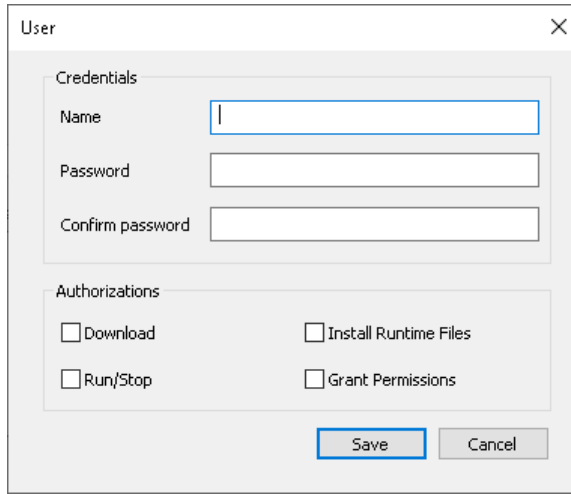 User
Credentials
Name
Password
Confirm password
Authorizations
Download
Install Runtime Files
Run/Stop
Grant Permissions
Save
Cancel